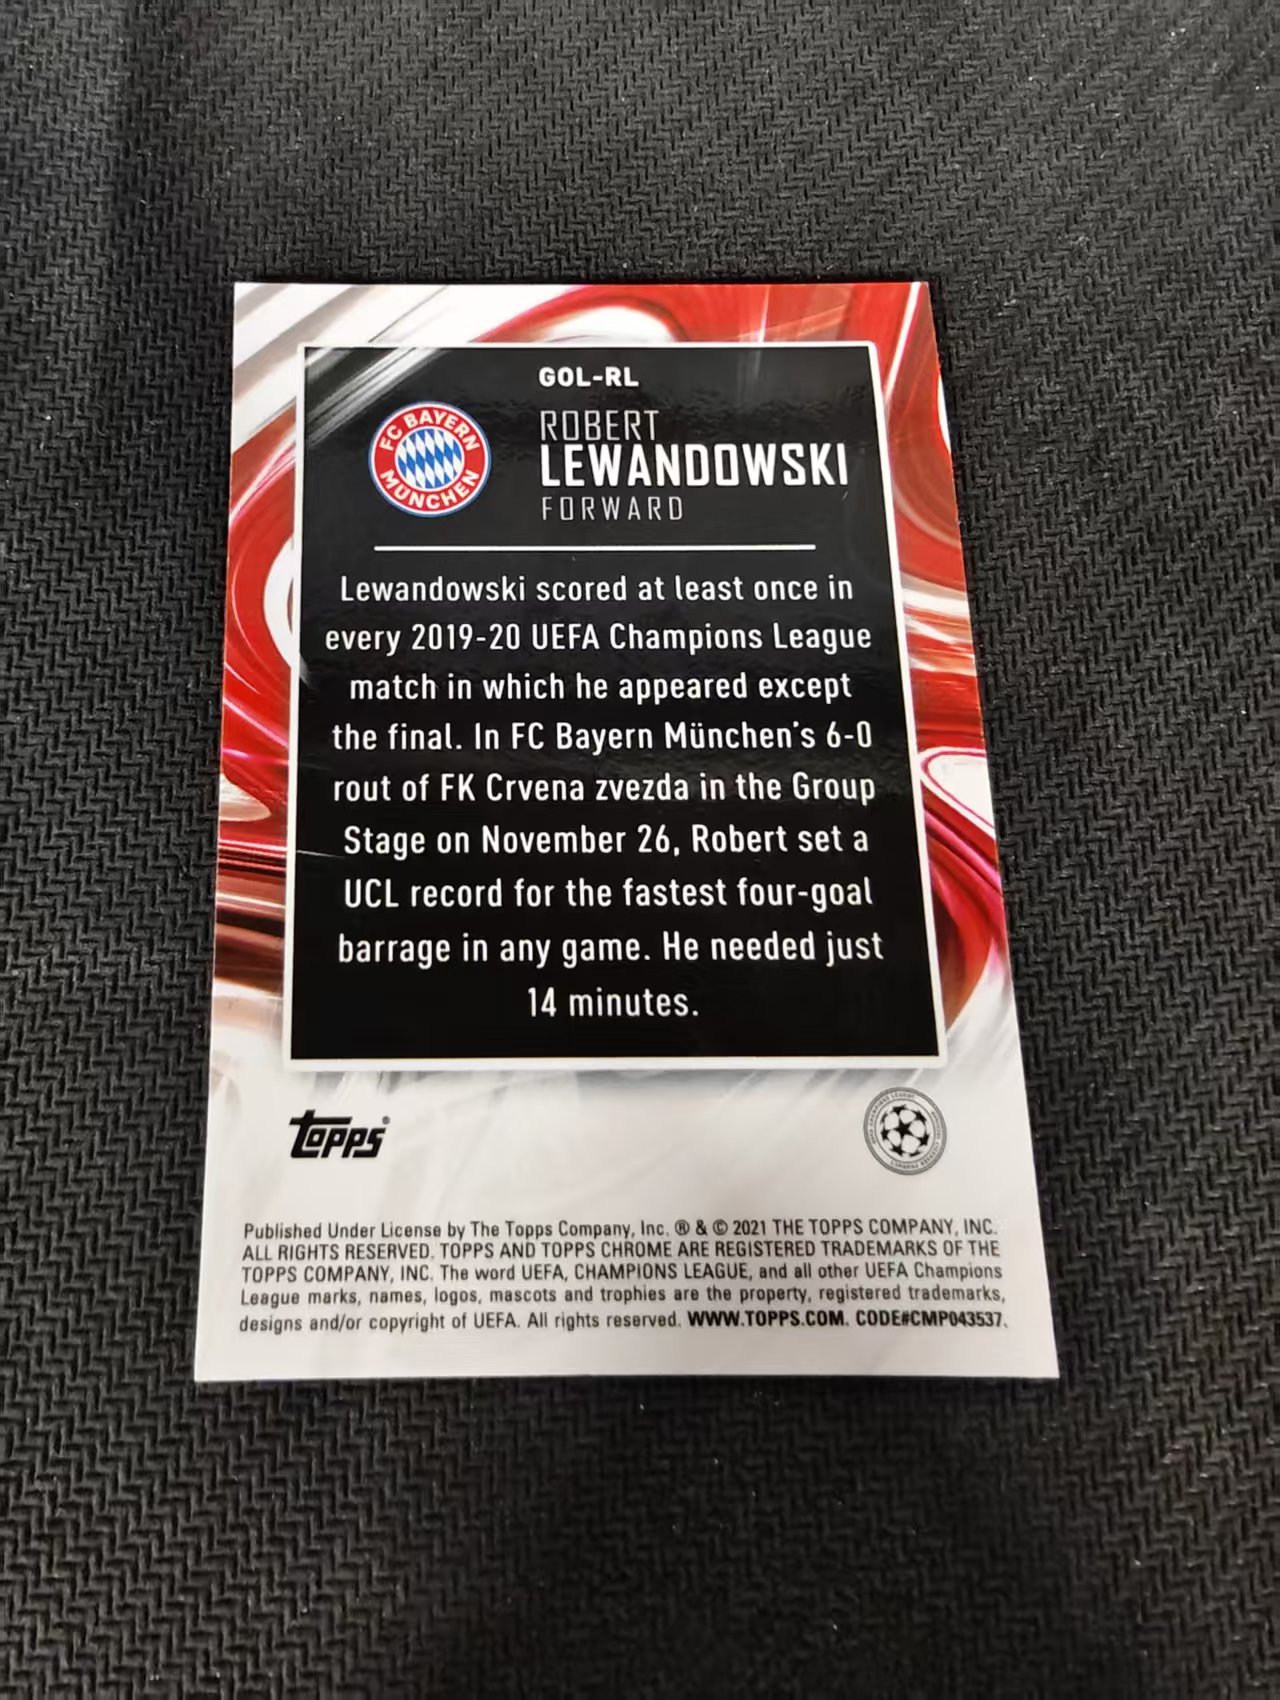 GOL-RL
FC BAYERN
MÜNCHEN
ROBERT
LEWANDOWSKI
FORWARD
Lewandowski scored at least once in
every 2019-20 UEFA Champions League
match in which he appeared except
the final. In FC Bayern München's 6-0
rout of FK Crvena zvezda in the Group
Stage on November 26, Robert set a
UCL record for the fastest four-goal
barrage in any game. He needed just
14 minutes.
Topps®
Published Under License by The Topps Company, Inc. ® & © 2021 THE TOPPS COMPANY, INC.
ALL RIGHTS RESERVED. TOPPS AND TOPPS CHROME ARE REGISTERED TRADEMARKS OF THE
TOPPS COMPANY, INC. The word UEFA, CHAMPIONS LEAGUE, and all other UEFA Champions
League marks, names, logos, mascots and trophies are the property, registered trademarks,
designs and/or copyright of UEFA. All rights reserved. WWW.TOPPS.COM. CODE#CMP043537.